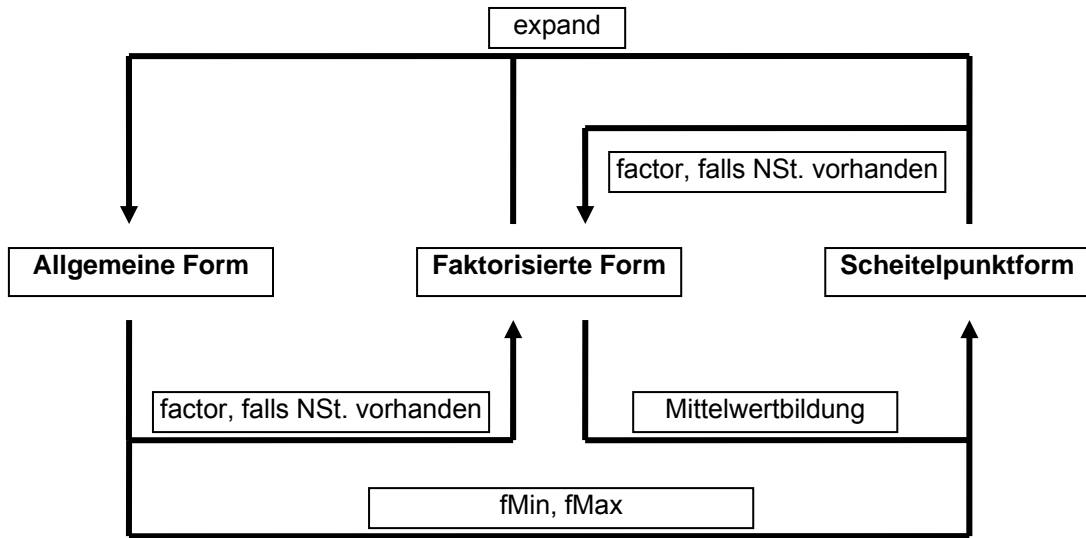 expand
factor, falls NSt. vorhanden
Allgemeine Form
Faktorisierte Form
Scheitelpunktform
factor, falls NSt. vorhanden
Mittelwertbildung
fMin, fMax